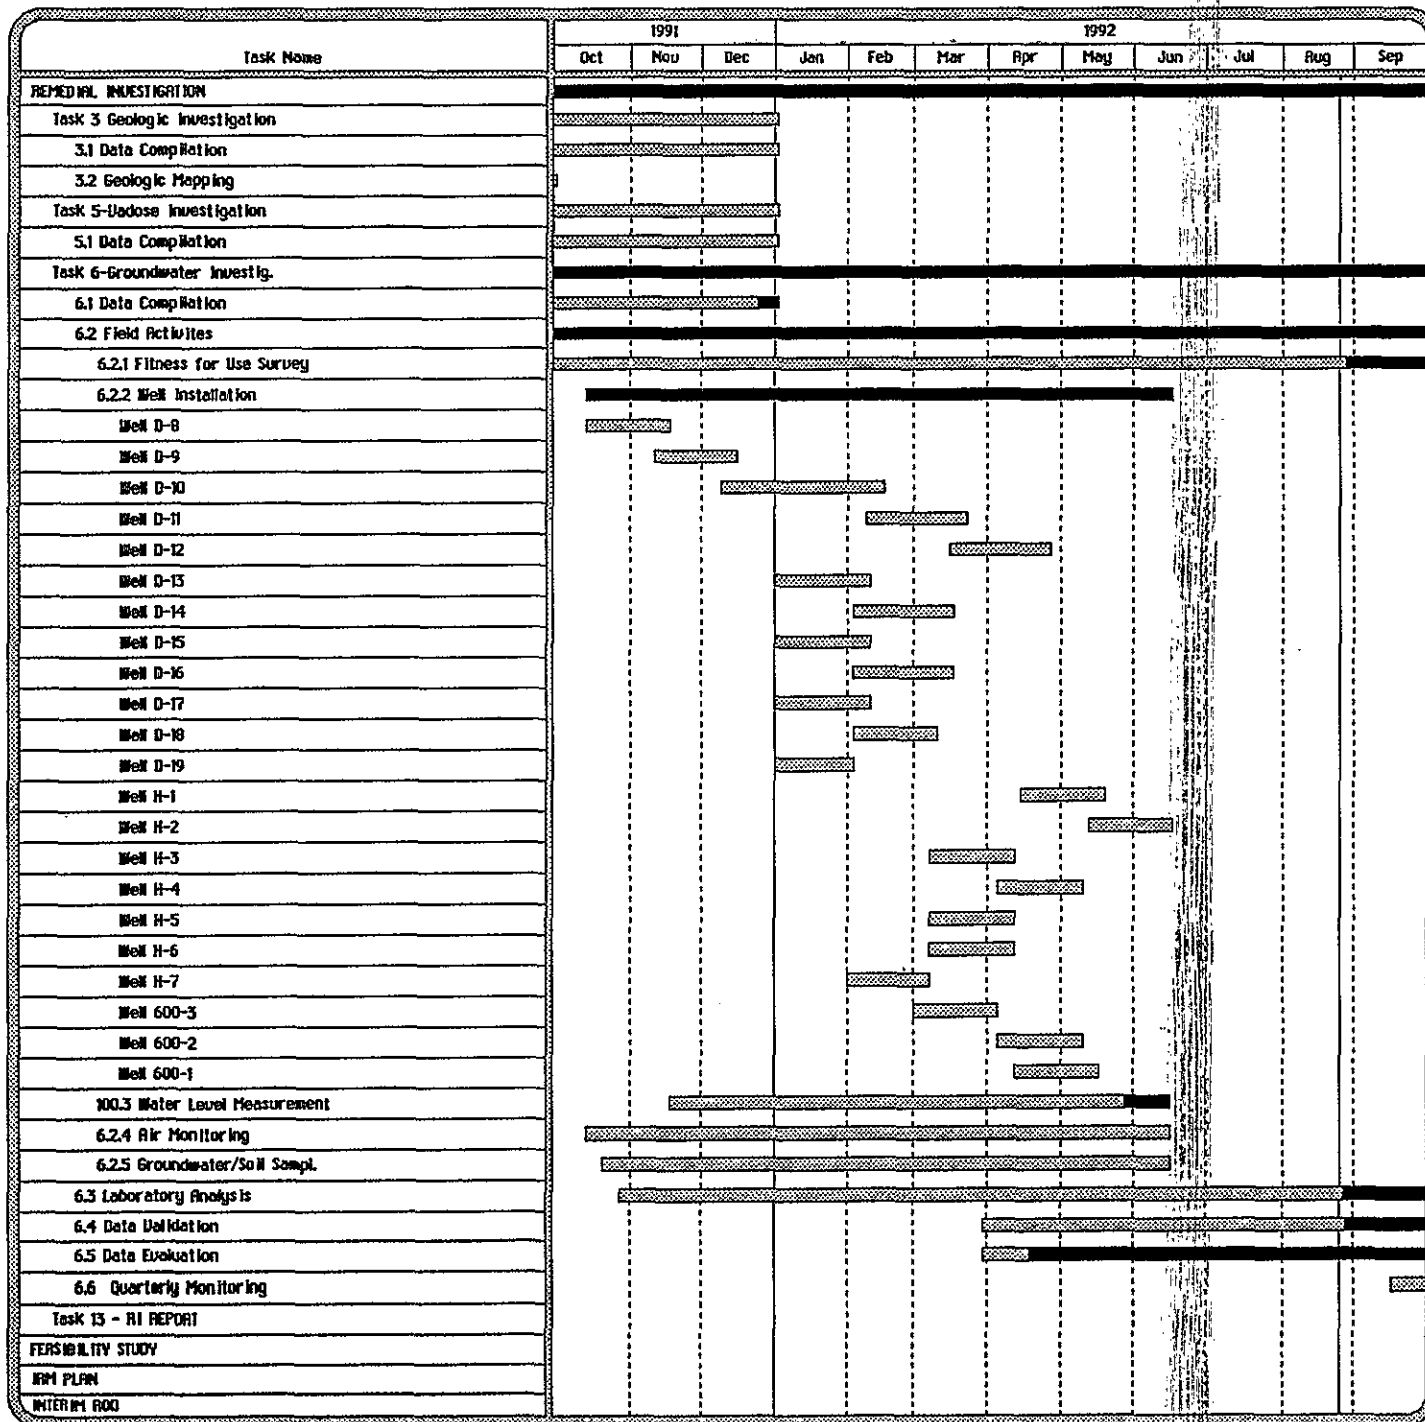 1991
1992
Task Name
Oct
Nov
Dec
Jan
Feb
Mar
Apr
May
Jun
Jul
Aug
Sep
REMEDIAL INVESTIGATION
Task 3 Geologic Investigation
3.1 Data Compilation
3.2 Geologic Mapping
Task 5-Vadose Investigation
5.1 Data Compilation
Task 6-Groundwater Investig.
6.1 Data Compilation
6.2 Field Activites
6.2.1 Fitness for Use Survey
6.2.2 Well Installation
Well D-8
Well D-9
Well D-10
Well D-11
Well D-12
Well D-13
Well D-14
Well D-15
Well D-16
Well D-17
Well D-18
Well D-19
Well H-1
Well H-2
Well H-3
Well H-4
Well H-5
Well H-6
Well H-7
Well 600-3
Well 600-2
Well 600-1
100.3 Water Level Measurement
6.2.4 Air Monitoring
6.2.5 Groundwater/Soil Sampl.
6.3 Laboratory Analysis
6.4 Data Validation
6.5 Data Evaluation
6.6 Quarterly Monitoring
Task 13 - RI REPORT
FEASIBILITY STUDY
IRM PLAN
INTERIM ROD